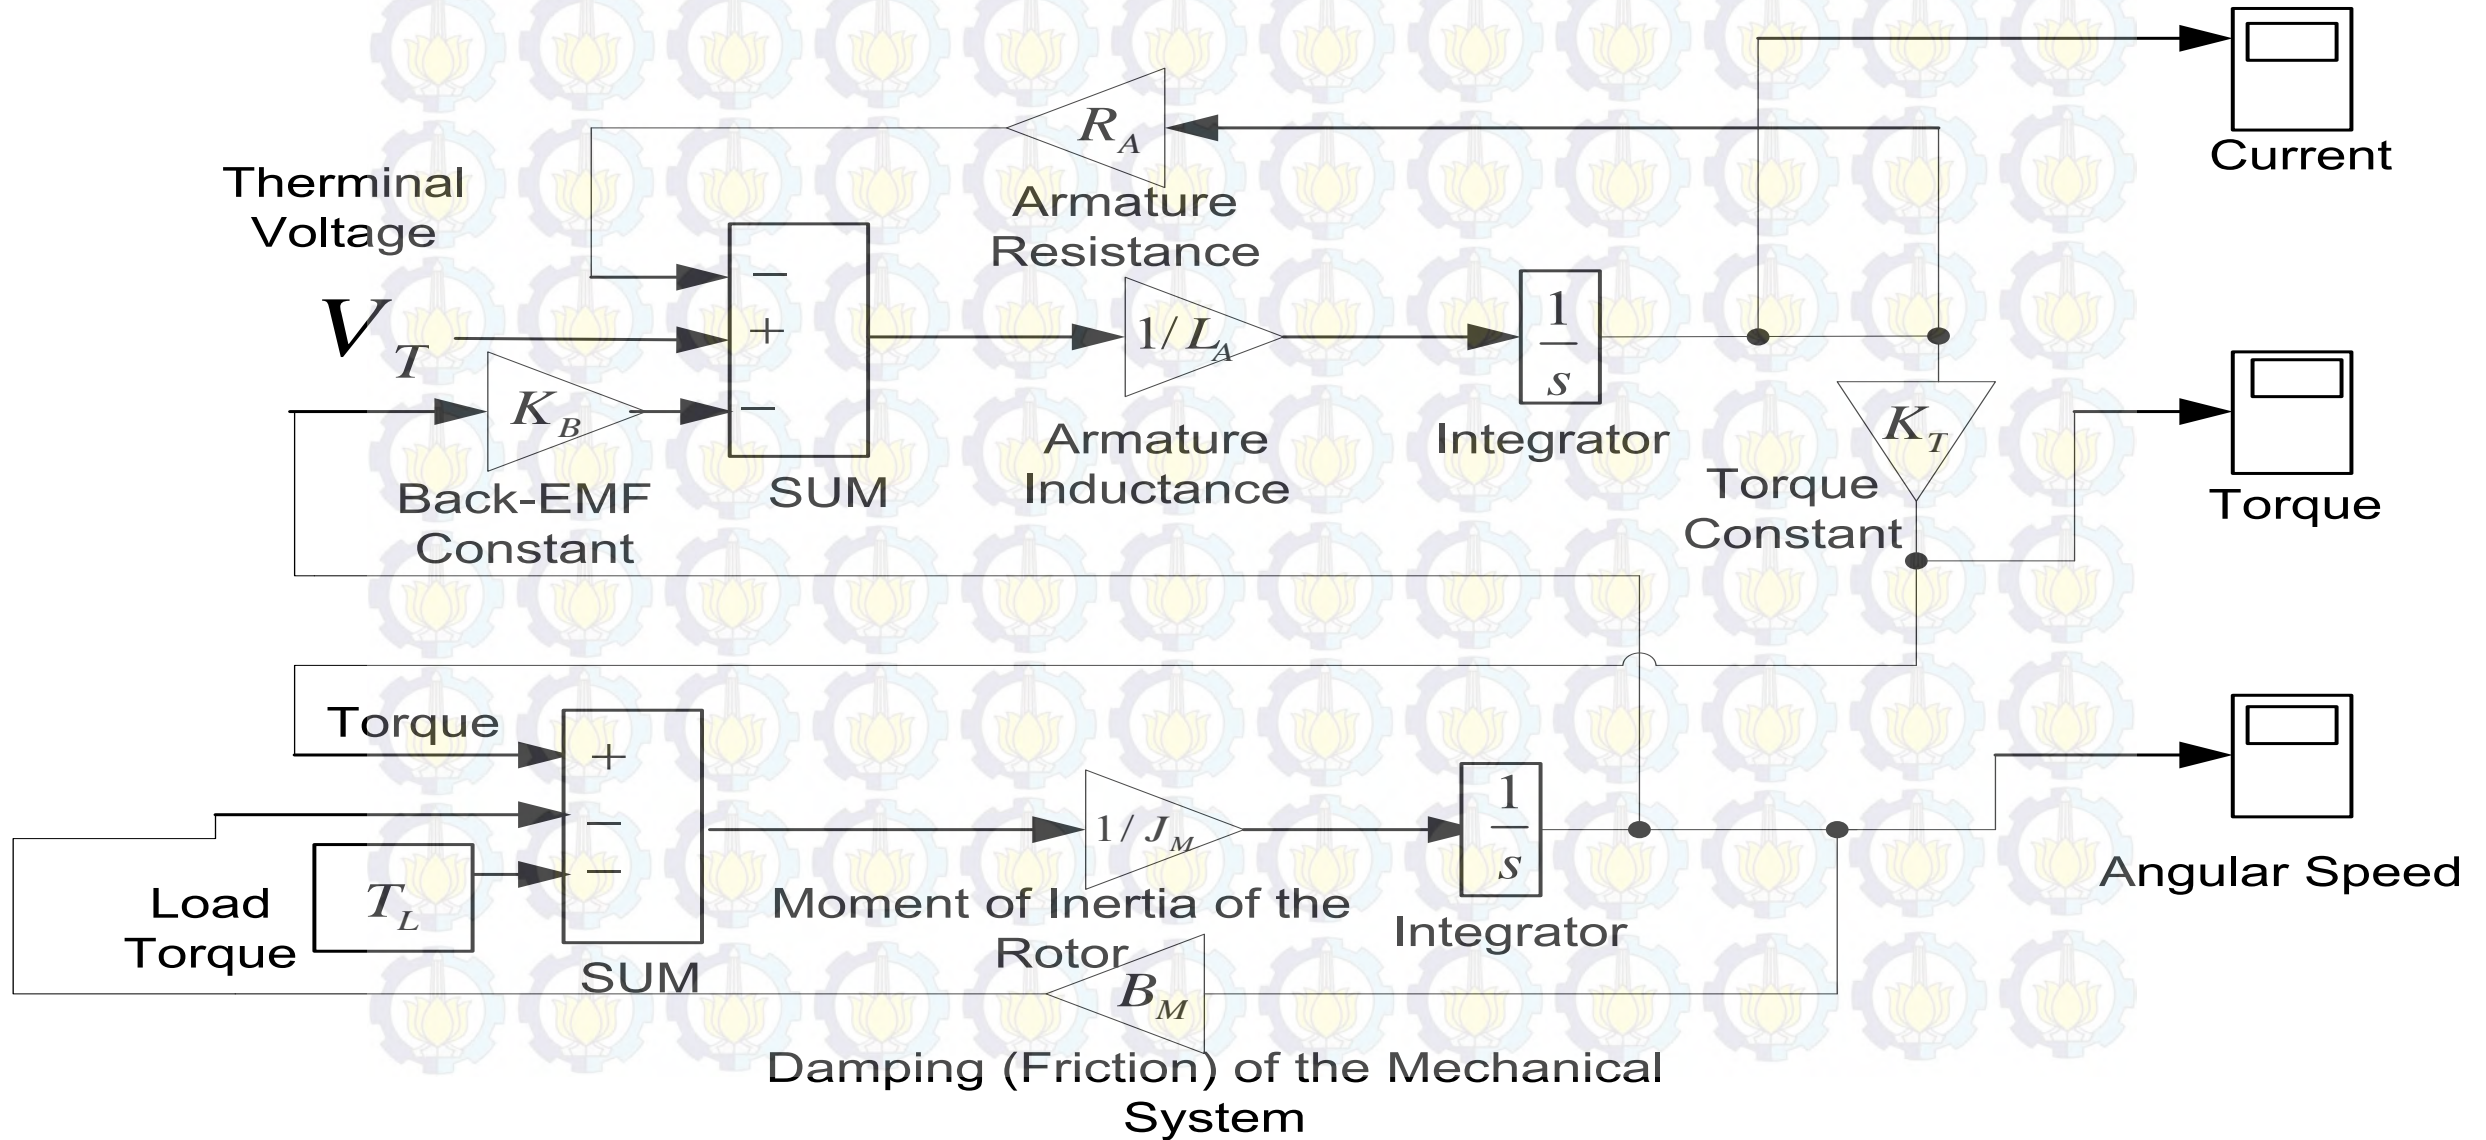 Current
R_A
Armature
Resistance
Therminal
Voltage
V_T
−
+
−
SUM
K_B
Back-EMF
Constant
1/L_A
Armature
Inductance
1
s
Integrator
K_T
Torque
Constant
Torque
Torque
+
−
−
SUM
Load
Torque
T_L
1/J_M
Moment of Inertia of the
Rotor
1
s
Integrator
Angular Speed
B_M
Damping (Friction) of the Mechanical
System